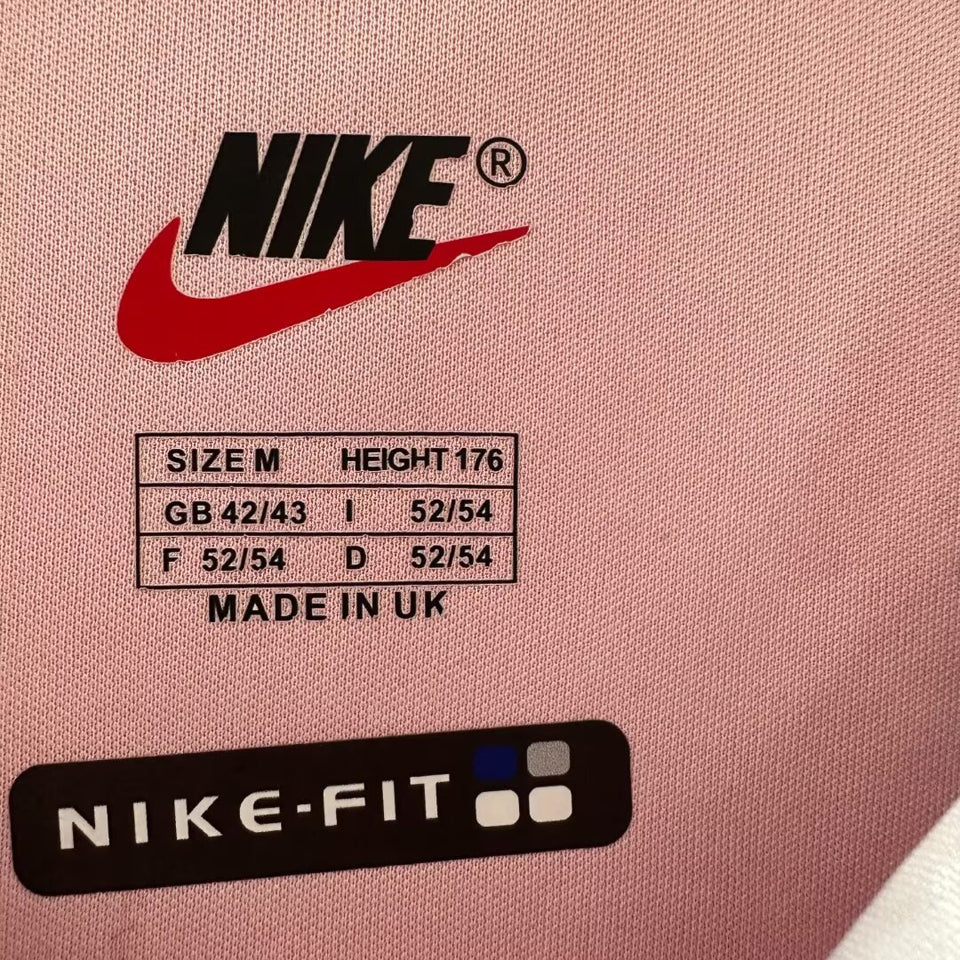 NIKE®
SIZE M HEIGHT 176
GB 42/43 I 52/54
F 52/54 D 52/54
MADE IN UK
NIKE-FIT